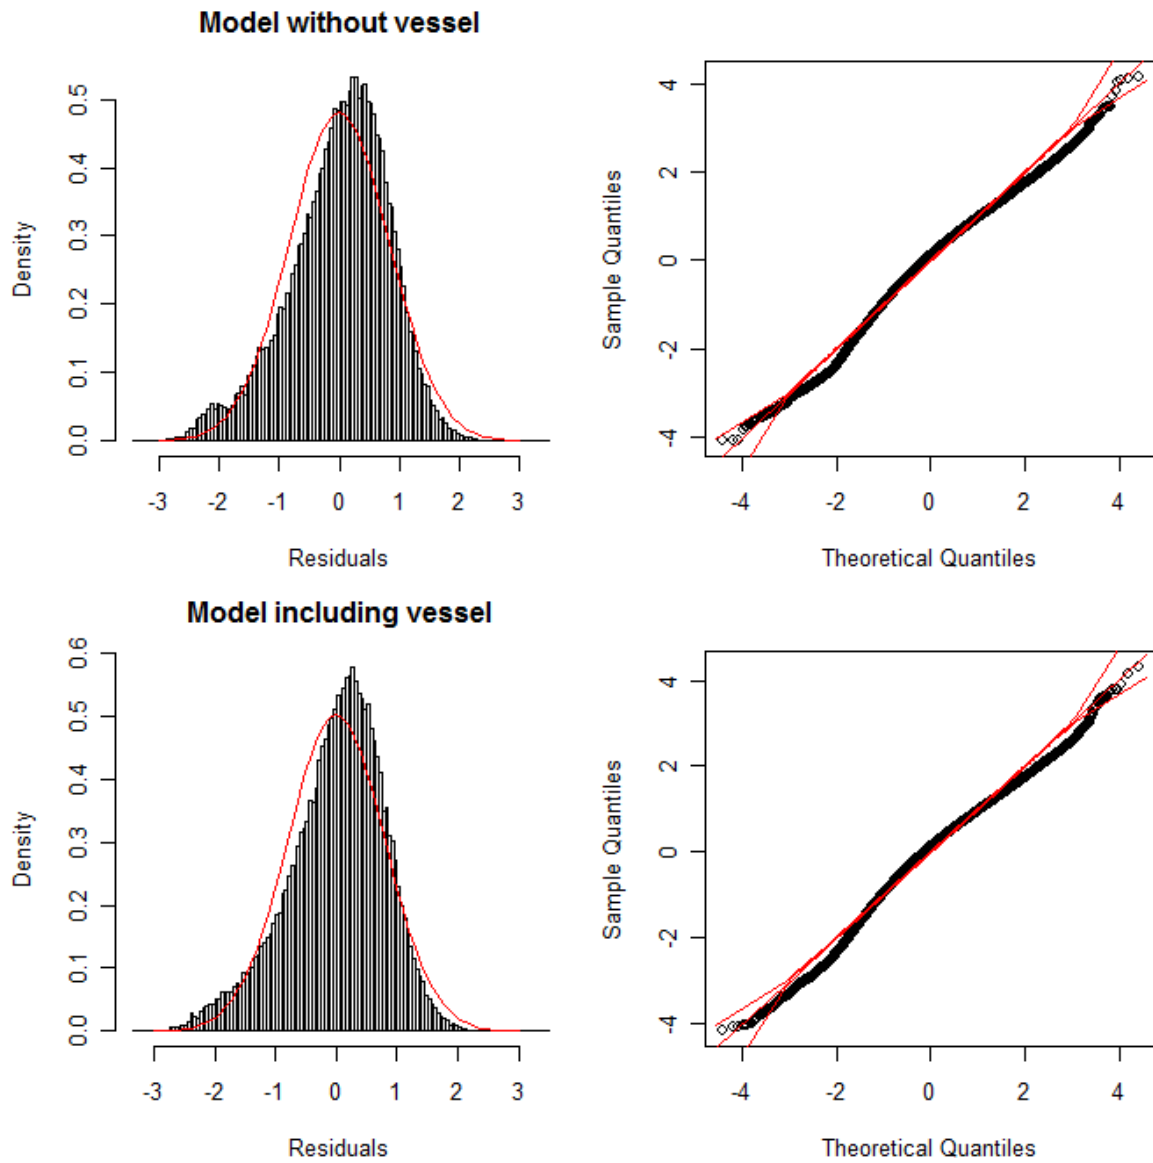 Model without vessel
Density
0.0 0.1 0.2 0.3 0.4 0.5
-3 -2 -1 0 1 2 3
Residuals
Sample Quantiles
-4 -2 0 2 4
-4 -2 0 2 4
Theoretical Quantiles
Model including vessel
Density
0.0 0.1 0.2 0.3 0.4 0.5 0.6
-3 -2 -1 0 1 2 3
Residuals
Sample Quantiles
-4 -2 0 2 4
-4 -2 0 2 4
Theoretical Quantiles